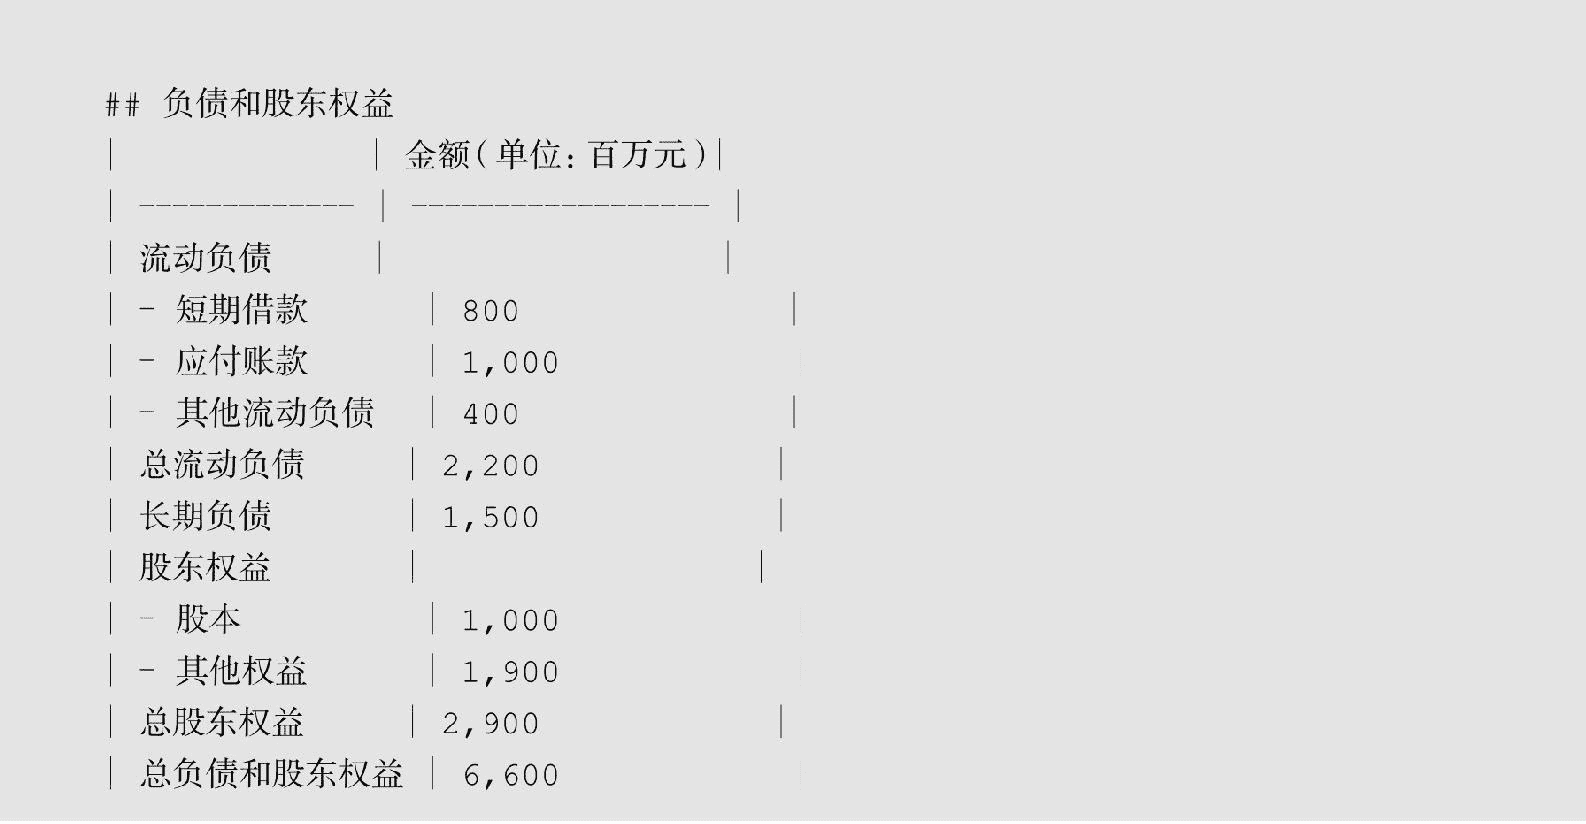 ## 负债和股东权益
| | 金额(单位: 百万元)|
| ------------- | ------------------ |
| 流动负债 | |
| - 短期借款 | 800 |
| - 应付账款 | 1,000
| - 其他流动负债 | 400 |
| 总流动负债 | 2,200 |
| 长期负债 | 1,500 |
| 股东权益 | |
| - 股本 | 1,000
| - 其他权益 | 1,900
| 总股东权益 | 2,900 |
| 总负债和股东权益 | 6,600